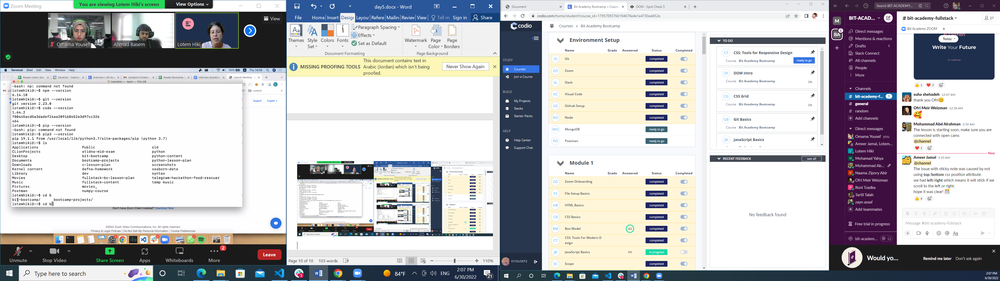 Zoom Meeting
You are viewing Lotem Hiki's screen
View Options
View
Omama Yousef
Ahmad Basem
Lotem Hiki
Terminal Shell Edit View Window Help
100%
Thu 14:05
Rawabi cohort date
Elevation - Calenda
Overview « Bit Aca
Updated invitation
Rawabi Bootcamp
Interview Question
Launch Meeting - Z
lotemhiki — -bash — 105×28
content
Support English
-bash: np: command not found
lotemhiki@:~$ npm --version
6.14.10
lotemhiki@:~$ git --version
git version 2.23.0
lotemhiki@:~$ code --version
1.64.2
f80445acd5a3dadef24aa209168452a3d97cc326
x64
lotemhiki@:~$ pip --version
-bash: pip: command not found
lotemhiki@:~$ pip3 --version
pip 19.1.1 from /usr/local/lib/python3.7/site-packages/pip (python 3.7)
lotemhiki@:~$ ls
Applications Public old
CLionProjects atidna-mid-exam python
Desktop bit-bootcamp python-content
Documents bootcamp-projects python-lesson-plan
Downloads c-lesson-plan screenshots
Kernel content dafna-homework seaborn-data
Library dev syntax
Movies fullstack-bc-lesson-plan telegram-hackathon-food-rescuer
Music fullstack-content temp music
Pictures movies_
Postman numpy-course
lotemhiki@:~$ cd b
bit-bootcamp/ bootcamp-projects/
lotemhiki@:~$ cd b
Don't have Zoom Client installed? Download Now
©2022 Zoom Video Communications, Inc. All rights reserved.
Privacy & Legal Policies | Do Not Sell My Personal Information | Cookie Preferences
Unmute
Stop Video
Share Screen
Apps
Whiteboards
More
2
Leave
Type here to search
84°F
ENG
2:07 PM
6/30/2022
21
day5.docx - Word
File Home Insert Design Layou Refere Mailin Review View Tell m Sign in Share
Themes
Style Set
Colors
Fonts
Paragraph Spacing
Effects
Set as Default
Document Formatting
Watermark
Page Color
Page Borders
Page Background
MISSING PROOFING TOOLS
This document contains text in
Arabic (Jordan) which isn't being
proofed.
Never Show Again
Page 10 of 10 103 words
110%
Document
Bit Academy Bootcamp « Course
DOM - Spot Check 5
codio.com/home/student?course_id=17957093766194678e4e1e4730ad452e
codio
Courses Bit Academy Bootcamp
STUDY
Courses
Join a Course
BUILD
My Projects
Stacks
Starter Packs
HELP
Help Center
Support Chat
OYOUSEF2
Environment Setup
Name Grade Answered Status Completed
GI Git completed
ZO Zoom completed
SL Slack completed
VC Visual Code completed
GS Github Setup completed
NO Node completed
MO MongoDB ready to go
PO Postman ready to go
Module 1
Name Grade Answered Status Completed
ZO Zoom Onboarding completed
FS File Setup Basics completed
HB HTML Basics completed
CB CSS Basics completed
BM Box Model All completed
CT CSS: Tools For Modern D
esign completed
JB JavaScript Basics 0% in progress
SC Scope completed
TO DO
CT CSS: Tools for Responsive Design
Course Bit Academy Bootcamp ready to go
DI DOM Intro
Course Bit Academy Bootcamp 0%
CG CSS Grid
Course Bit Academy Bootcamp 0%
GB Git Basics
Course Bit Academy Bootcamp
JB JavaScript Basics
RECENT FEEDBACK see all
No feedback found
Search BIT-ACADEMY...
M
BA
1
BIT-ACAD...
Direct messages
Mentions & reactions
Drafts 1
Slack Connect
All channels
People
More
Channels
# bit-academy-f... 1
# general
# random
Add channels
Direct messages
Omama Yousef you
Ameer Jamal, Lotem...
Lotem Hiki
Mohamad Yahya
Mohammad Ab...
Naama Zipory Abir
Ofri Meir Weizman
Roni Tzadka
Tartil Talah
zayn assaf
Add teammates
Free trial in progress
bit-academ...
# bit-academy-fullstack
27
Bit Academy ZOOM
Today
Write Your Future
1 3
suha shehadeh 12:47 AM
thank you Ofri
Ofri Meir Weizman 12:58 AM
Mohammad Abd Alrahman 2:59 AM
The lesson is starting soon, make sure you are
connected with open cams
@channel
1
New
Ameer Jamal 3:35 AM
@channel
The issue with sticky note was caused by not
using top/bottom css position attribute.
we had left/right which means it will stick if we
scroll to the left or right.
hope it was clear!
4
Message #bit-academy-fullstack
Would yo...
Remind me later Don't ask again
2:07 PM
6/30/2022